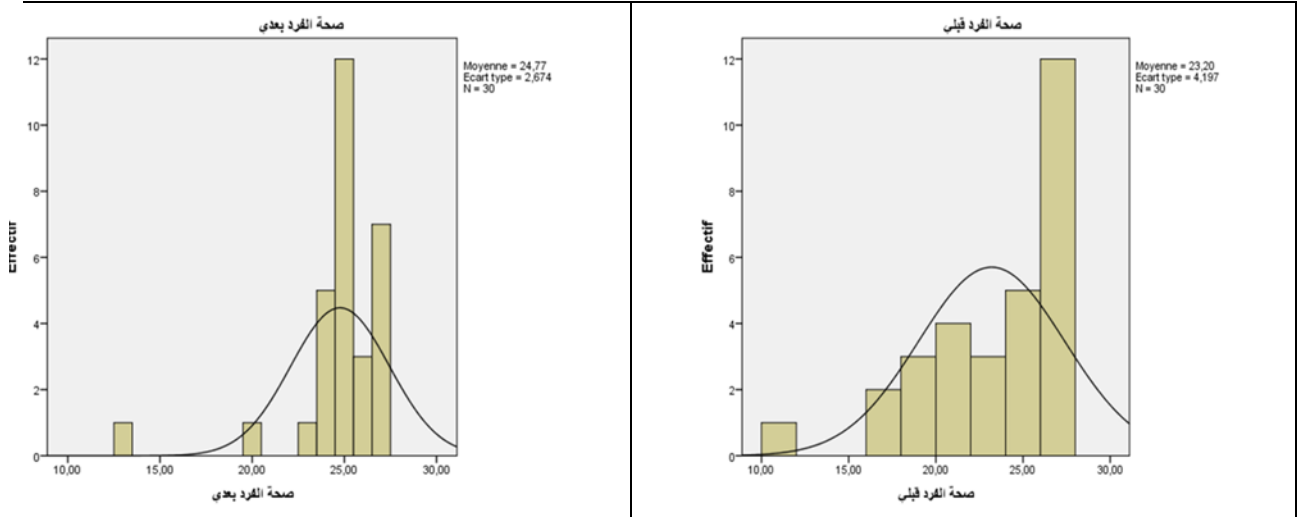 صحة الفرد بعدي
Moyenne = 24,77
Ecart type = 2,674
N = 30
12
10
8
6
4
2
0
Effectif
10,00 15,00 20,00 25,00 30,00
صحة الفرد بعدي
صحة الفرد قبلي
Moyenne = 23,20
Ecart type = 4,197
N = 30
12
10
8
6
4
2
0
Effectif
10,00 15,00 20,00 25,00 30,00
صحة الفرد قبلي